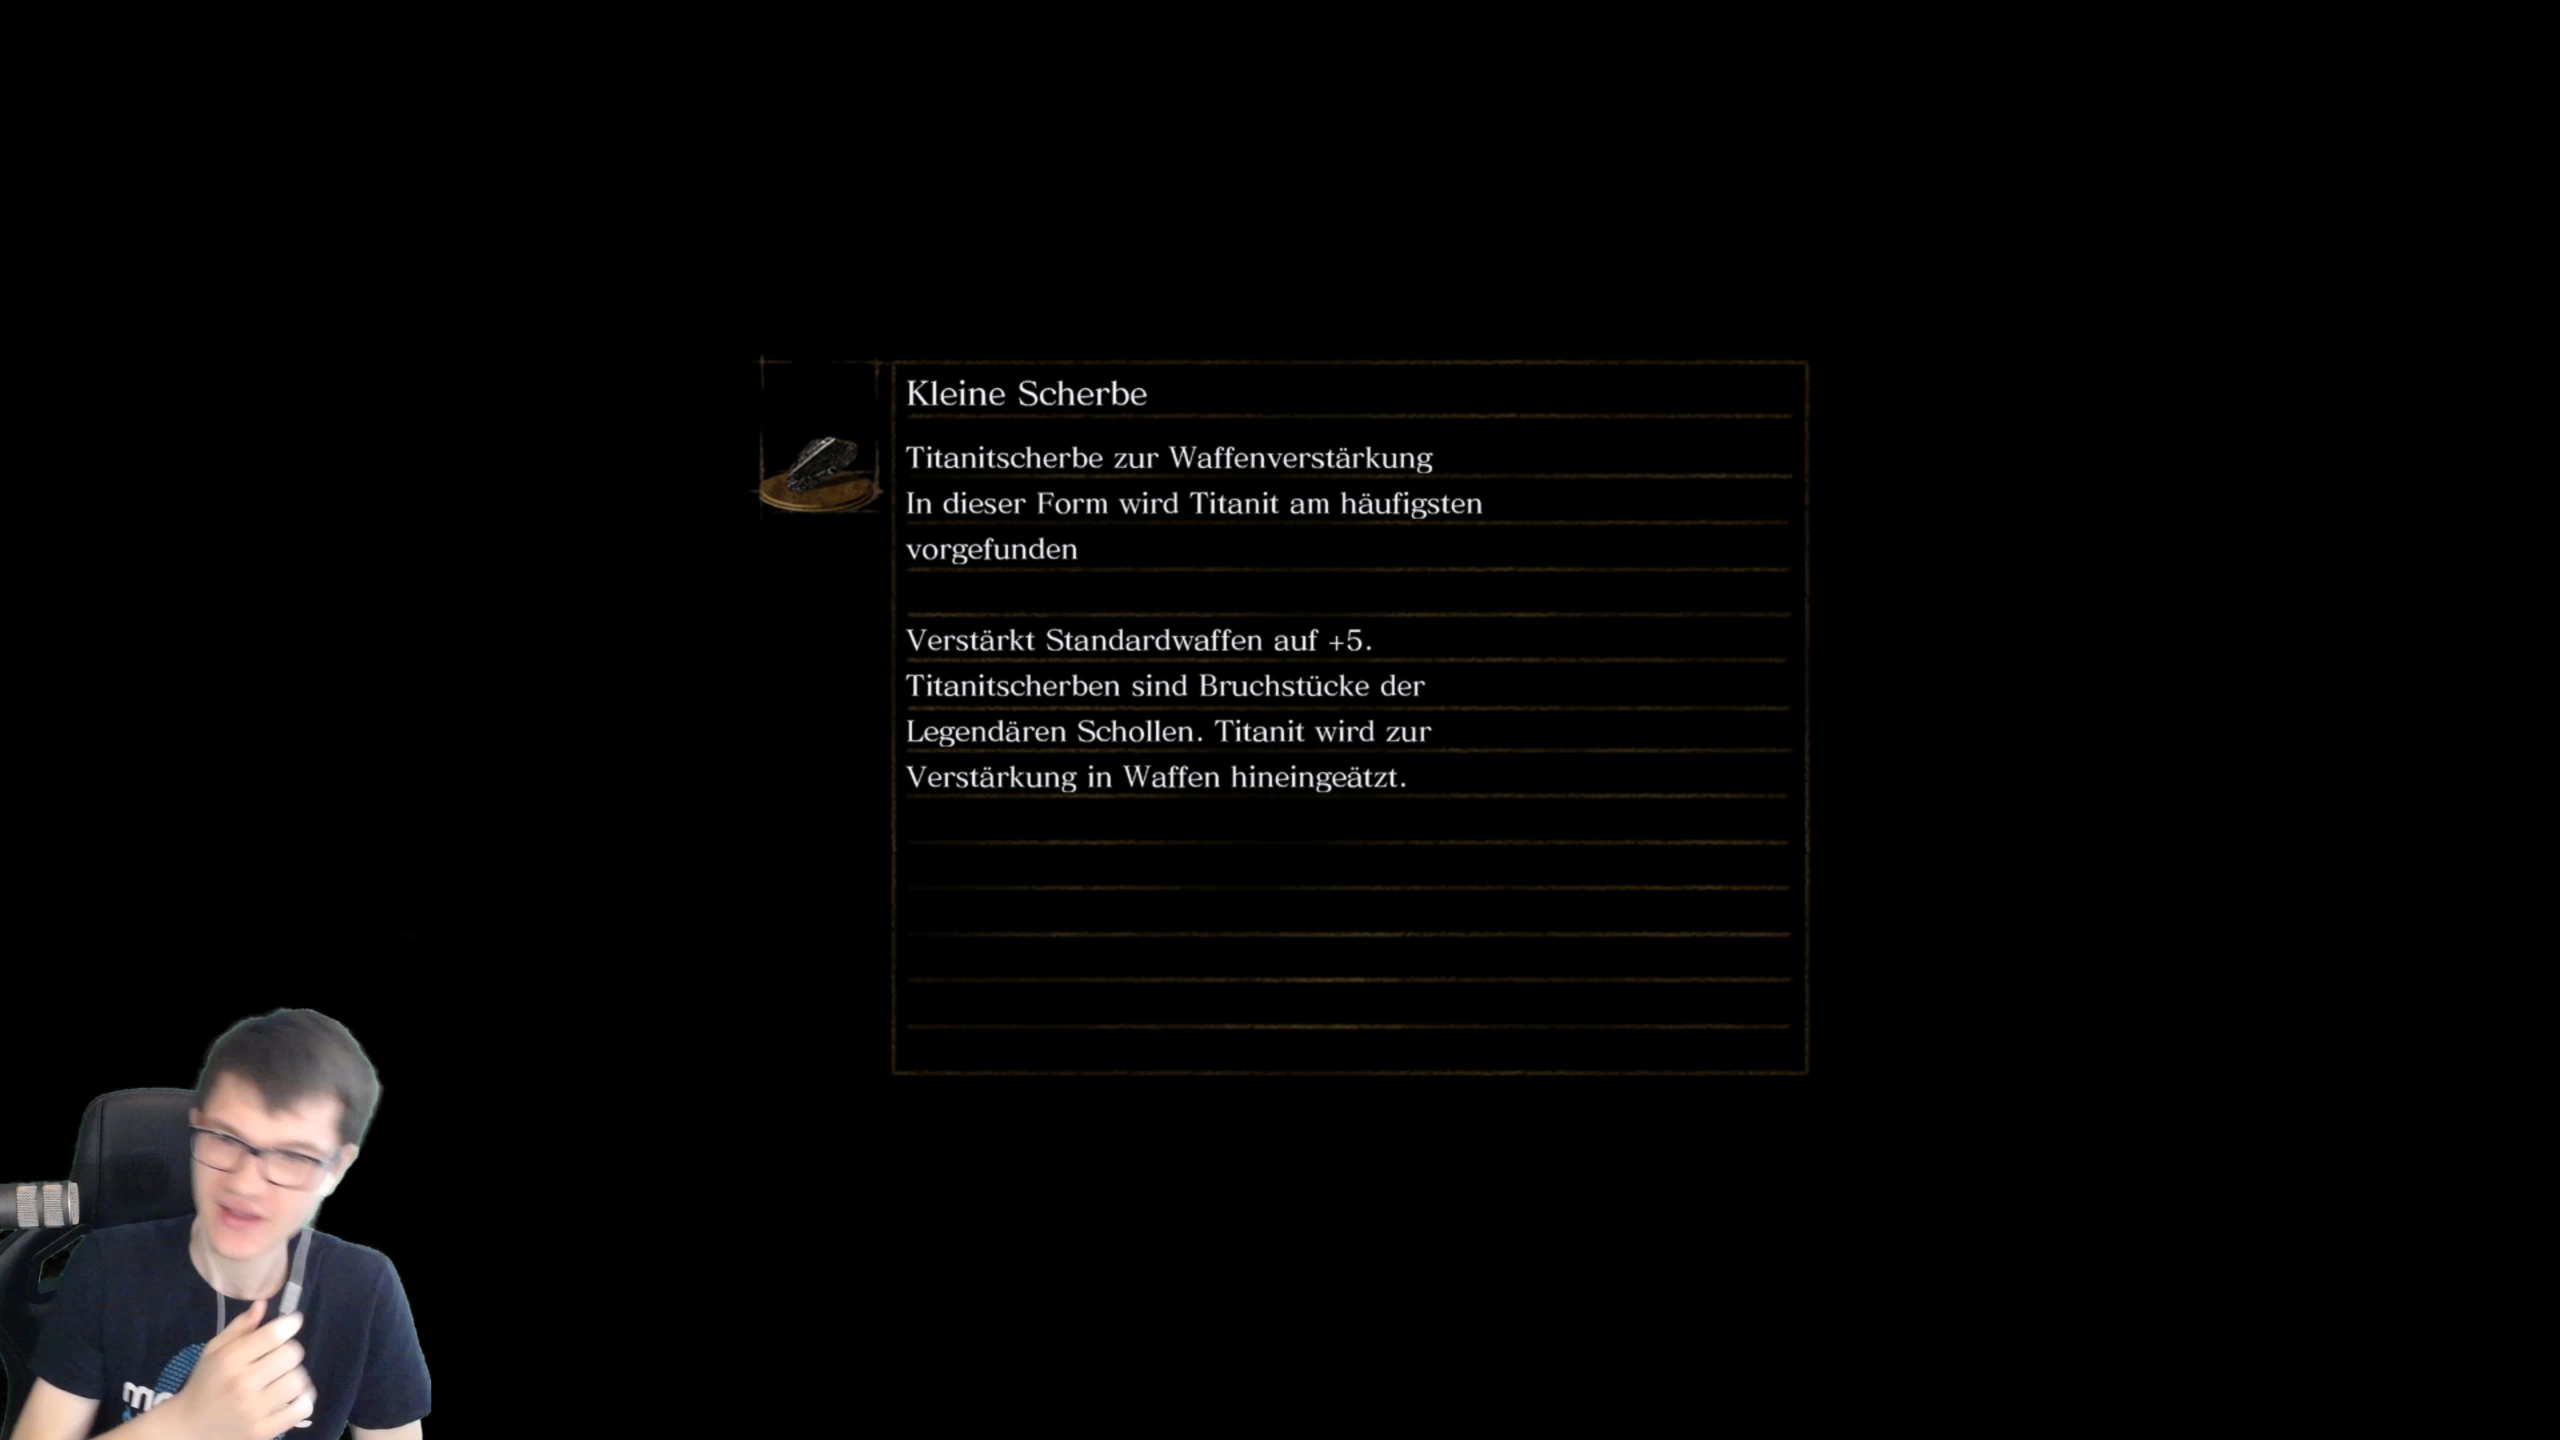 Kleine Scherbe
Titanitscherbe zur Waffenverstärkung
In dieser Form wird Titanit am häufigsten
vorgefunden
Verstärkt Standardwaffen auf +5.
Titanitscherben sind Bruchstücke der
Legendären Schollen. Titanit wird zur
Verstärkung in Waffen hineingeätzt.